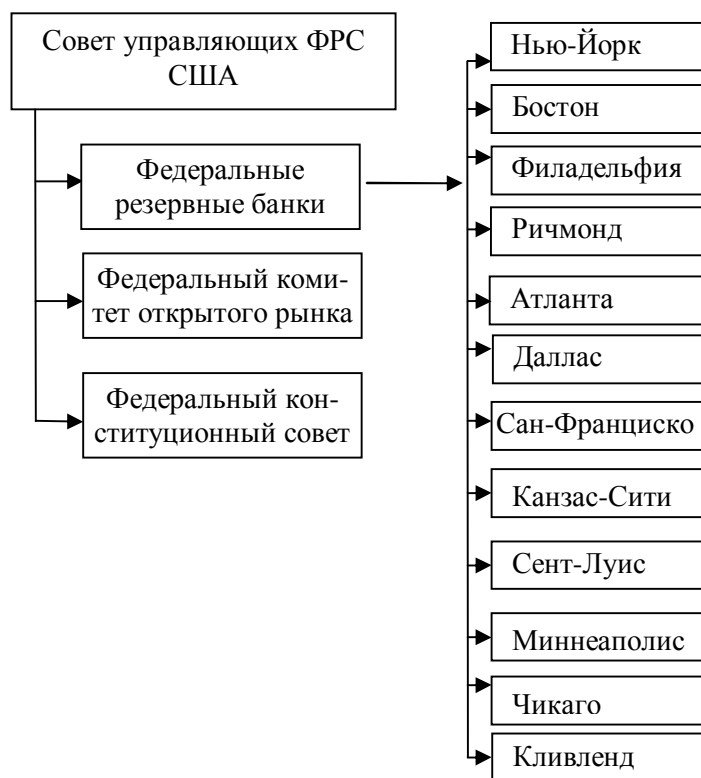 Совет управляющих ФРС
США
Федеральные
резервные банки
Федеральный коми-
тет открытого рынка
Федеральный кон-
ституционный совет
Нью-Йорк
Бостон
Филадельфия
Ричмонд
Атланта
Даллас
Сан-Франциско
Канзас-Сити
Сент-Луис
Миннеаполис
Чикаго
Кливленд